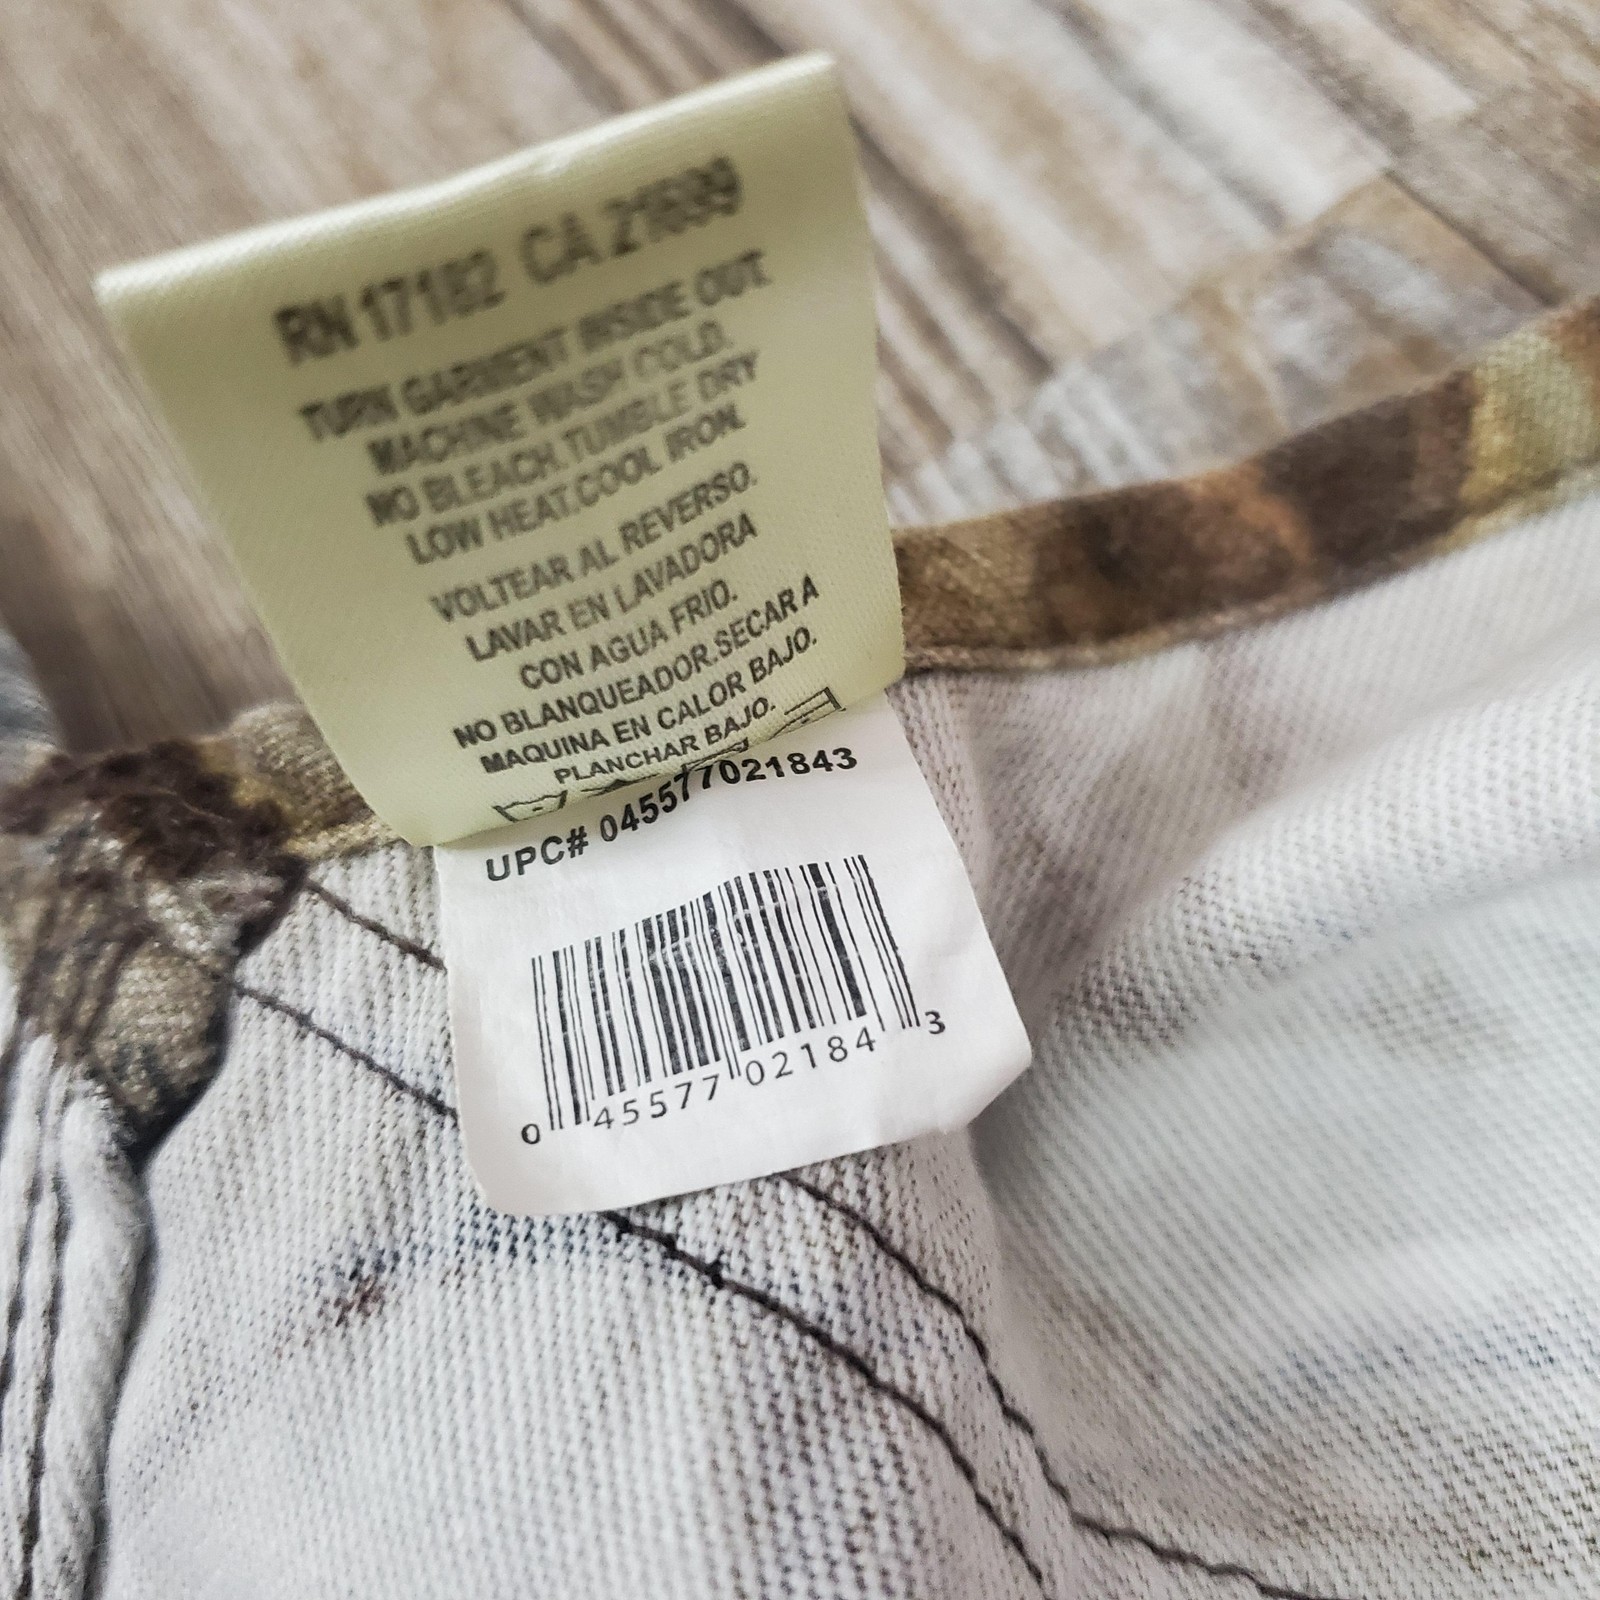 RN 17182 CA 21699
TURN GARMENT INSIDE OUT.
MACHINE WASH COLD.
NO BLEACH.TUMBLE DRY
LOW HEAT,COOL IRON.
VOLTEAR AL REVERSO.
LAVAR EN LAVADORA
CON AGUA FRIO.
NO BLANQUEADOR.SECAR A
MAQUINA EN CALOR BAJO.
PLANCHAR BAJO.
UPC# 045577021843
0 45577 02184 3